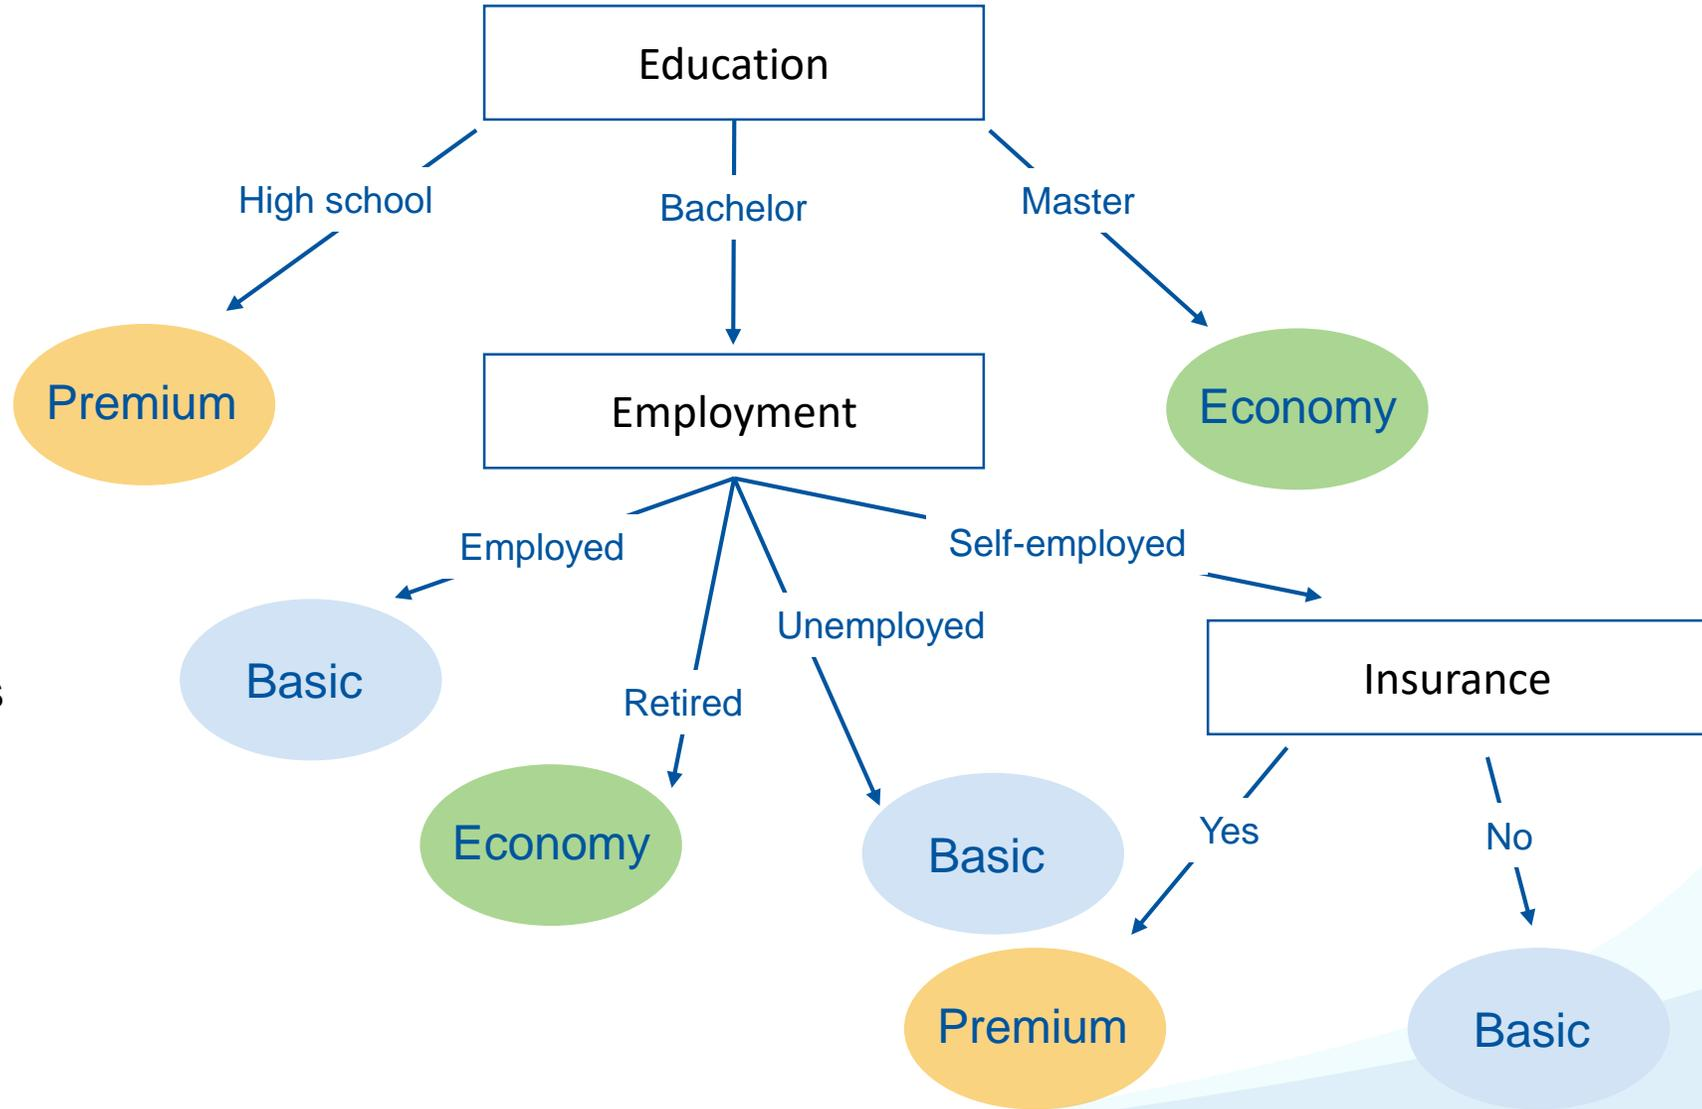 Education
High school
Bachelor
Master
Premium
Employment
Economy
Employed
Self-employed
Unemployed
Basic
Insurance
s
Retired
Economy
Basic
Yes
No
Premium
Basic